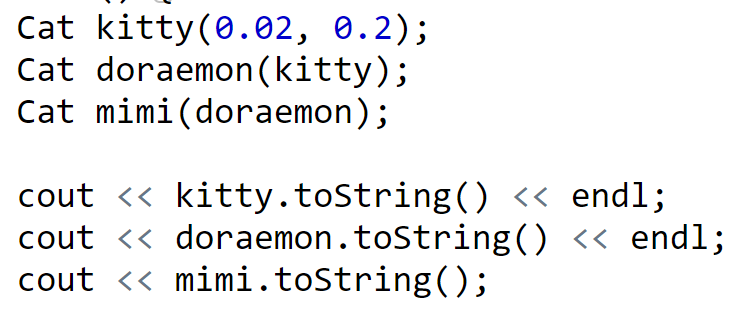 Cat kitty(0.02, 0.2);
Cat doraemon(kitty);
Cat mimi(doraemon);
cout << kitty.toString() << endl;
cout << doraemon.toString() << endl;
cout << mimi.toString();